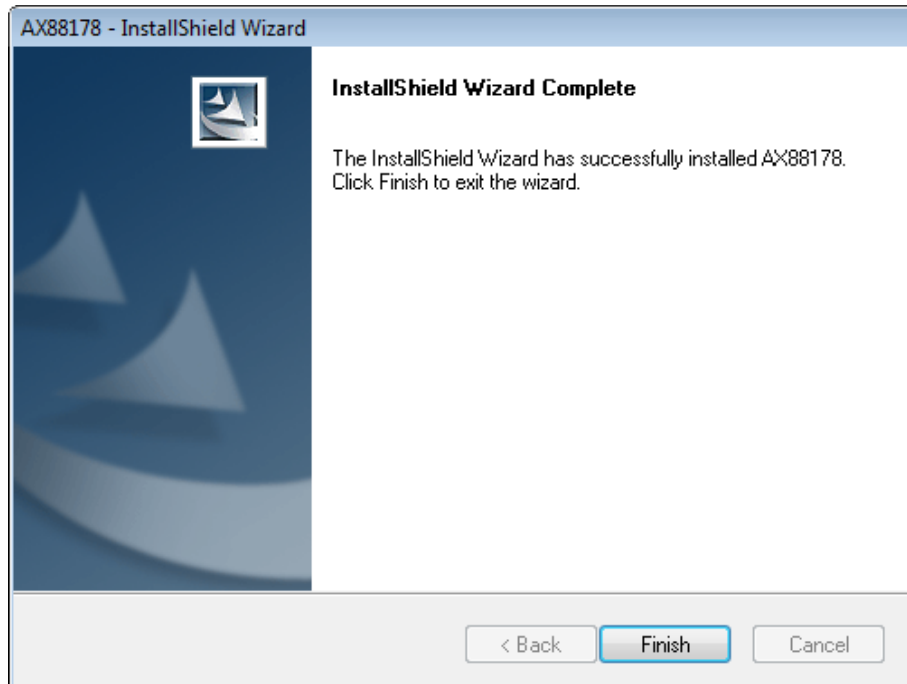 AX88178 - InstallShield Wizard
InstallShield Wizard Complete
The InstallShield Wizard has successfully installed AX88178.
Click Finish to exit the wizard.
< Back
Finish
Cancel